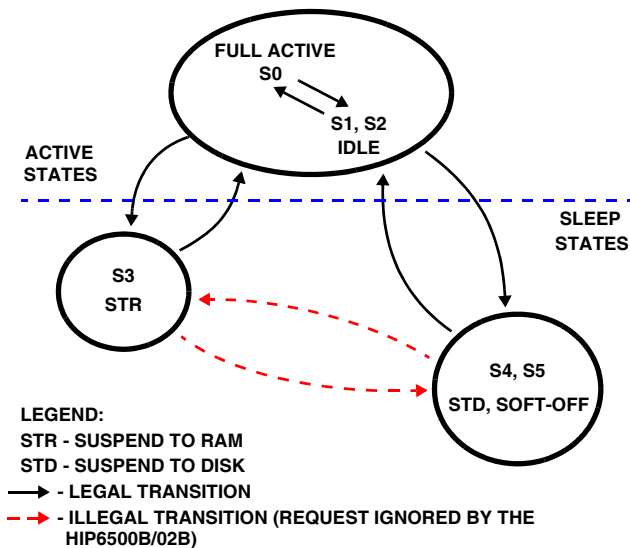 FULL ACTIVE
S0
S1, S2
IDLE
ACTIVE
STATES
SLEEP
STATES
S3
STR
S4, S5
STD, SOFT-OFF
LEGEND:
STR - SUSPEND TO RAM
STD - SUSPEND TO DISK
- LEGAL TRANSITION
- ILLEGAL TRANSITION (REQUEST IGNORED BY THE
HIP6500B/02B)